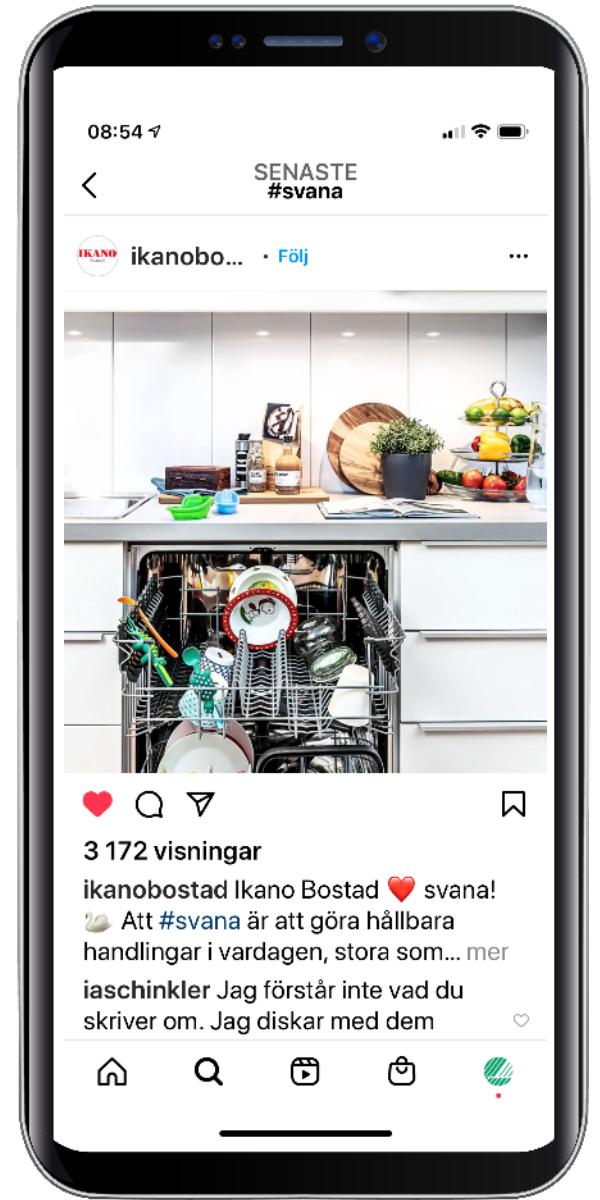 08:54
SENASTE
#svana
IKANO
ikanobo... · Följ
3 172 visningar
ikanobostad Ikano Bostad ❤️ svana!
🦢 Att #svana är att göra hållbara
handlingar i vardagen, stora som... mer
iaschinkler Jag förstår inte vad du
skriver om. Jag diskar med dem